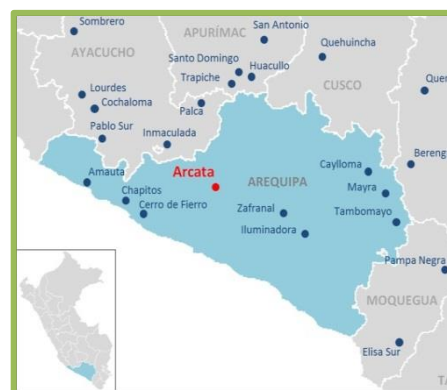 Sombrero
San Antonio
APURÍMAC
Quehuincha
AYACUCHO
Santo Domingo
Huacullo
Trapiche
CUSCO
Lourdes
Cochaloma
Palca
Pablo Sur
Inmaculada
Amauta
Arcata
AREQUIPA
Caylloma
Chapitos
Mayra
Cerro de Fierro
Zafranal
Tambomayo
Iluminadora
Pampa Negra
MOQUEGUA
Elisa Sur